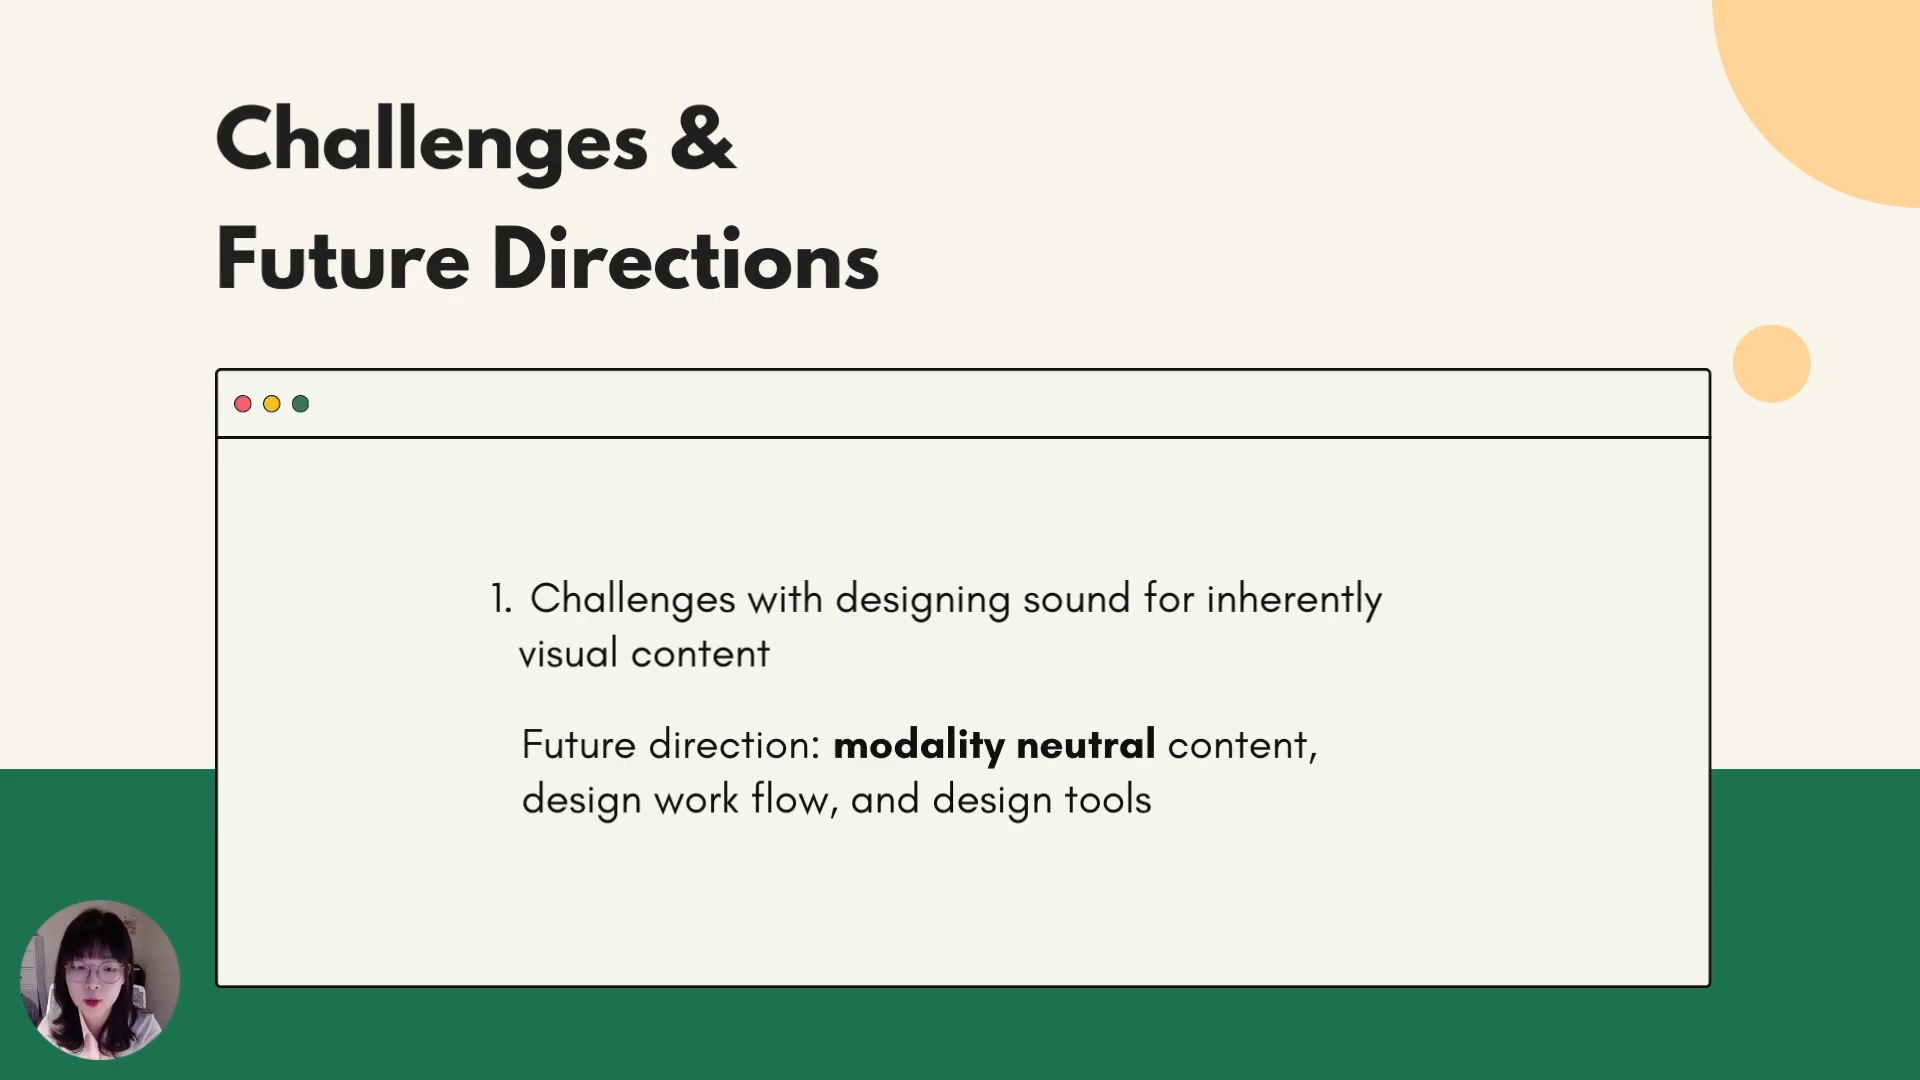 Challenges &
Future Directions
1. Challenges with designing sound for inherently
visual content
Future direction: modality neutral content,
design work flow, and design tools